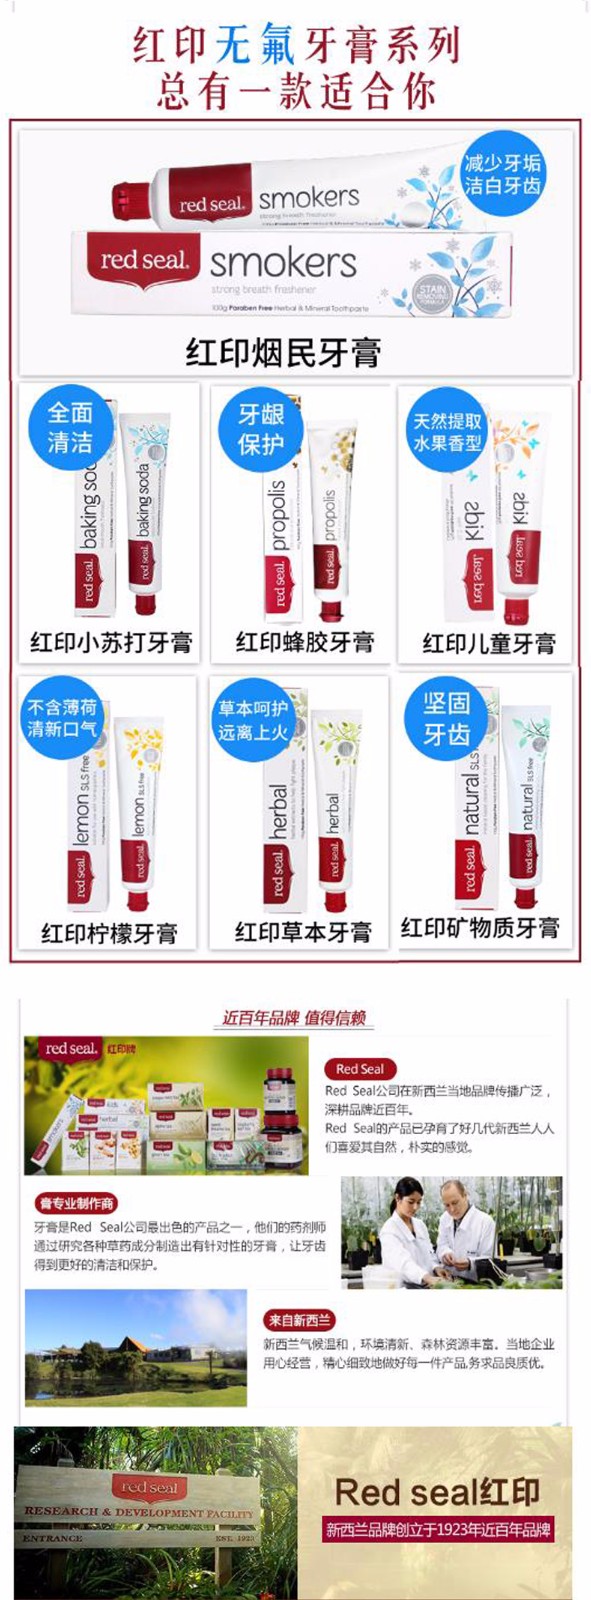 红印无氟牙膏系列
总有一款适合你
减少牙垢
洁白牙齿
red seal.
smokers
strong breath freshener
red seal.
smokers
strong breath freshener
100g Paraben Free Herbal & Mineral Toothpaste
STAIN
REMOVING
FORMULA
红印烟民牙膏
全面
清洁
baking soda
red seal.
baking soda
red seal.
红印小苏打牙膏
牙龈
保护
propolis
red seal.
propolis
red seal.
红印蜂胶牙膏
天然提取
水果香型
kids
red seal.
kids
red seal.
红印儿童牙膏
不含薄荷
清新口气
lemon SLS free
red seal.
lemon SLS free
red seal.
红印柠檬牙膏
草本呵护
远离上火
herbal
red seal.
herbal
red seal.
红印草本牙膏
坚固
牙齿
natural SLS
red seal.
natural SLS free
red seal.
红印矿物质牙膏
近百年品牌 值得信赖
red seal. 红印牌
smokers
kids
herbal
Red Seal
Red Seal公司在新西兰当地品牌传播广泛，
深耕品牌近百年。
Red Seal的产品已孕育了好几代新西兰人人
们喜爱其自然，朴实的感觉。
膏专业制作商
牙膏是Red Seal公司最出色的产品之一，他们的药剂师
通过研究各种草药成分制造出有针对性的牙膏，让牙齿
得到更好的清洁和保护。
来自新西兰
新西兰气候温和，环境清新、森林资源丰富。当地企业
用心经营，精心细致地做好每一件产品,务求品良质优。
red seal
RESEARCH & DEVELOPMENT FACILITY
ENTRANCE EST. 1923
Red seal红印
新西兰品牌创立于1923年近百年品牌